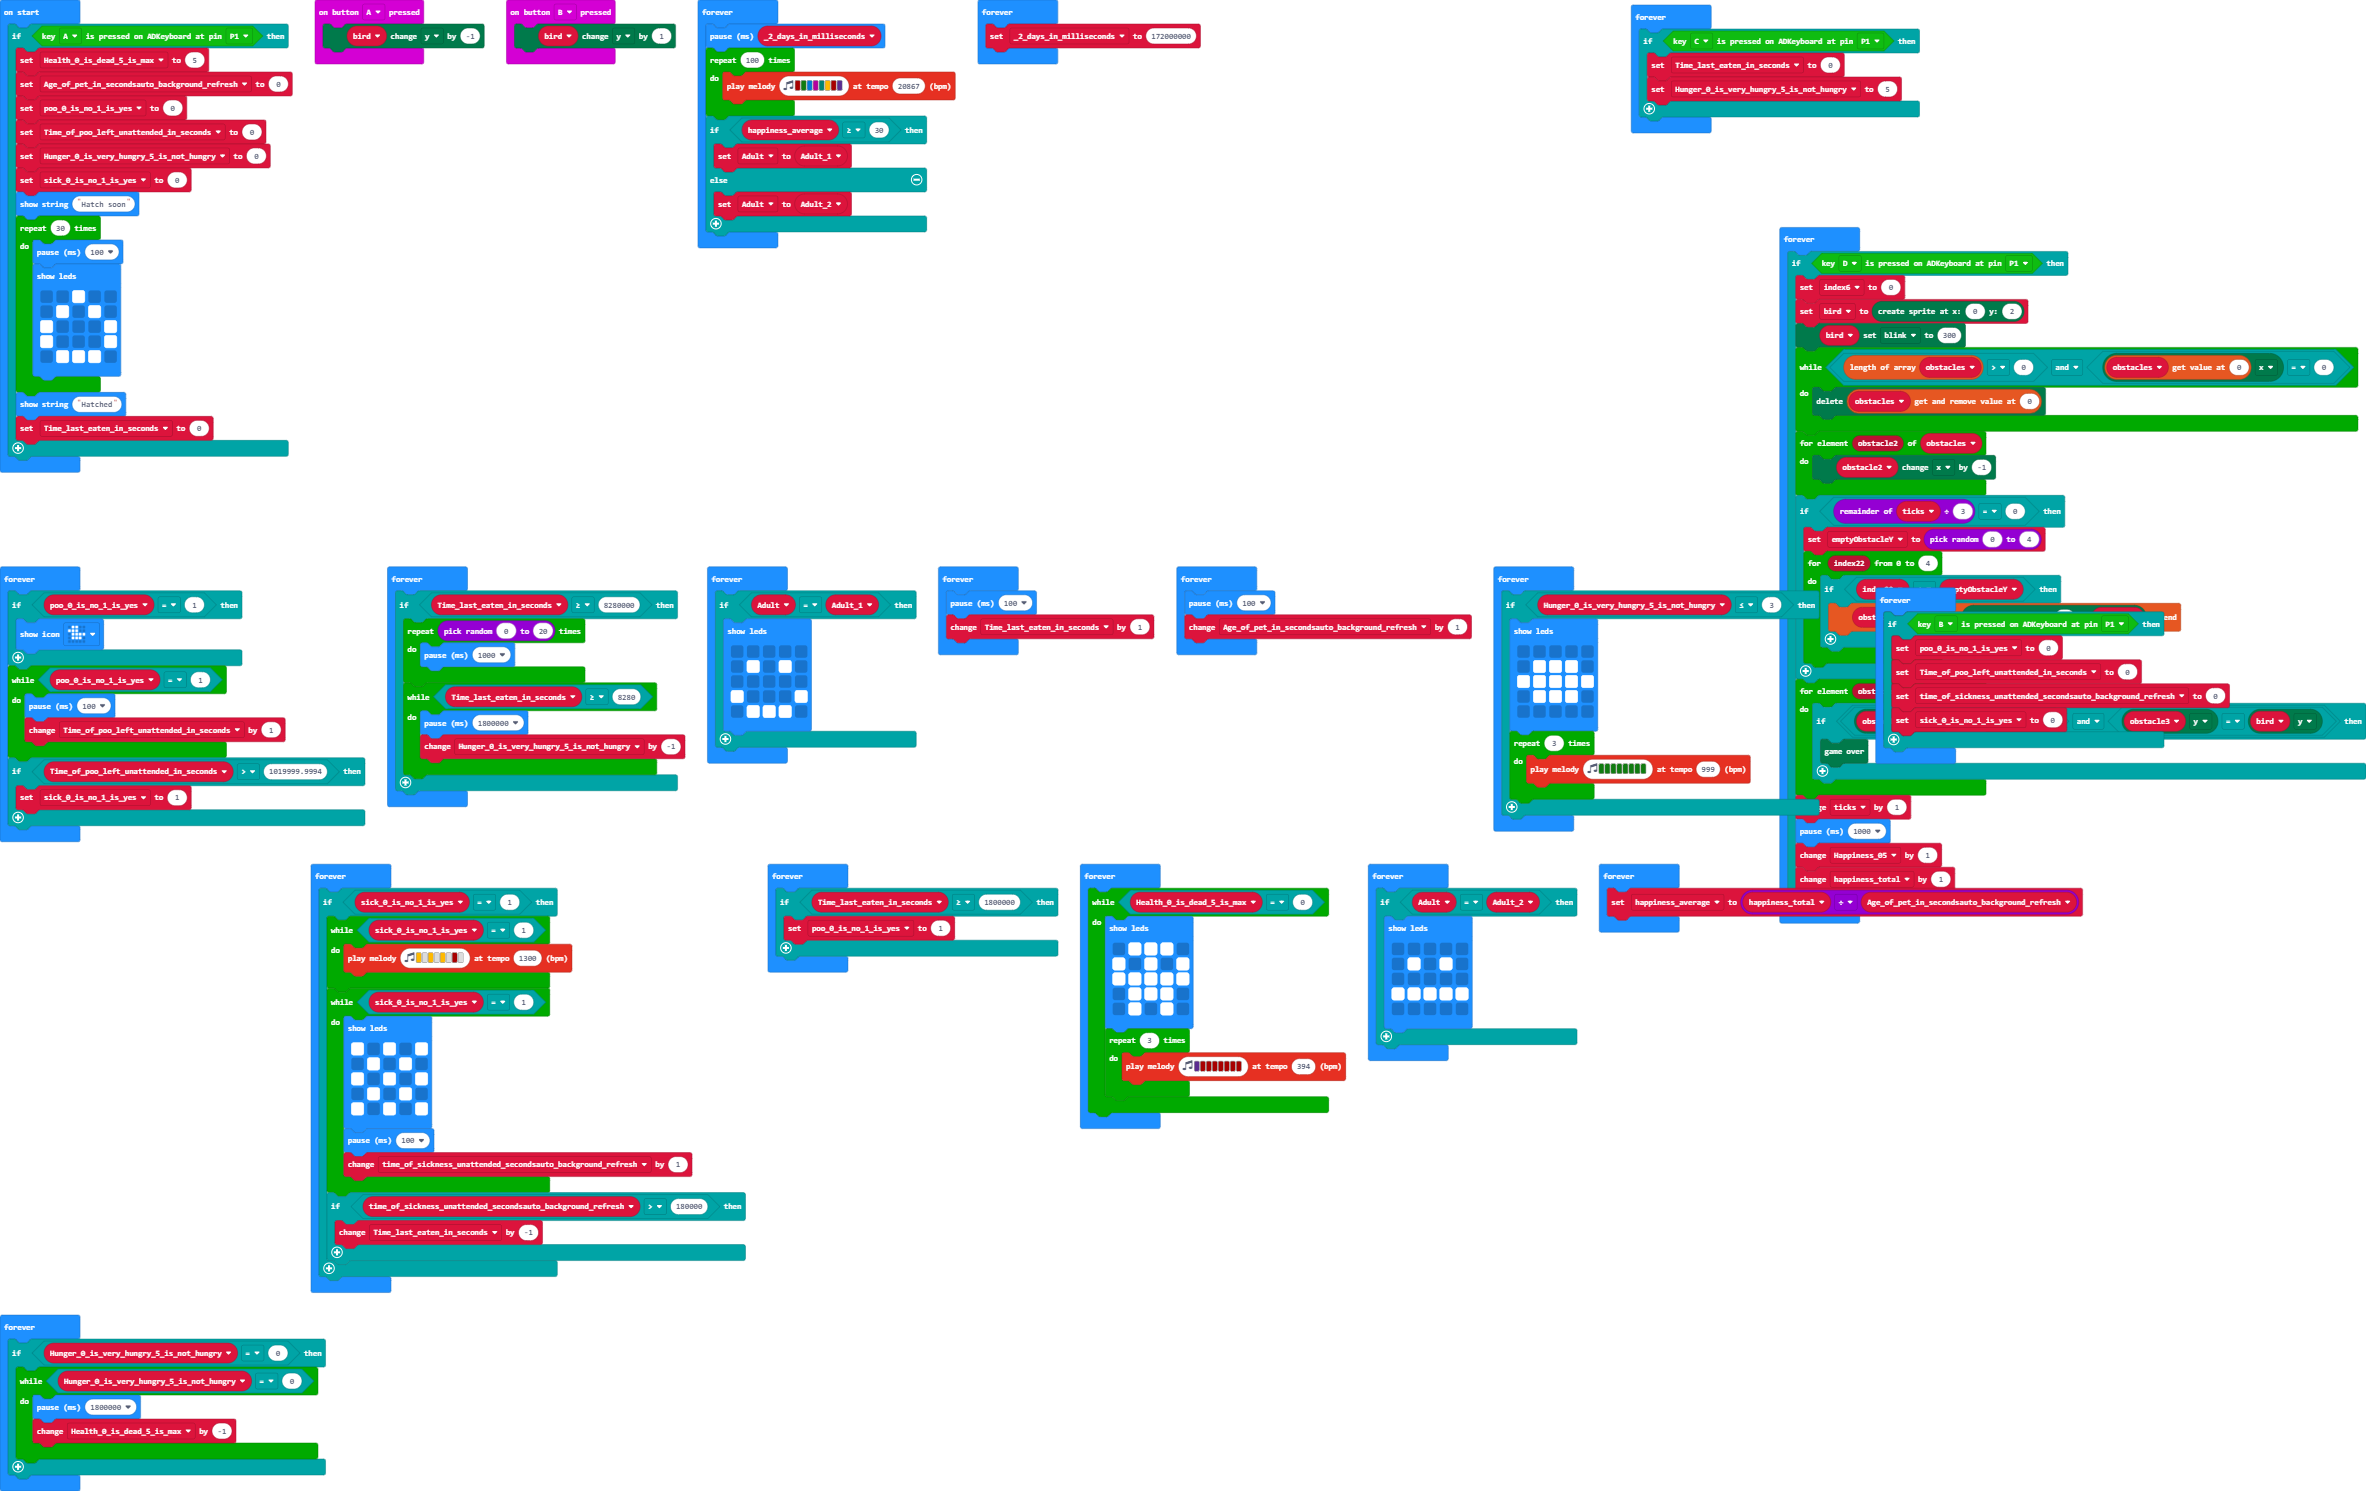 on start
if key A is pressed on ADKeyboard at pin P1 then
set Health_0_is_dead_5_is_max to 5
set Age_of_pet_in_secondsauto_background_refresh to 0
set poo_0_is_no_1_is_yes to 0
set Time_of_poo_left_unattended_in_seconds to 0
set Hunger_0_is_very_hungry_5_is_not_hungry to 0
set sick_0_is_no_1_is_yes to 0
show string "Hatch soon"
repeat 30 times
do pause (ms) 100
show leds
show string "Hatched"
set Time_last_eaten_in_seconds to 0
on button A pressed
bird change y by -1
on button B pressed
bird change y by 1
forever
pause (ms) _2_days_in_milliseconds
repeat 100 times
do play melody at tempo 20867 (bpm)
if happiness_average ≥ 30 then
set Adult to Adult_1
else
set Adult to Adult_2
forever
set _2_days_in_milliseconds to 172000000
forever
if key C is pressed on ADKeyboard at pin P1 then
set Time_last_eaten_in_seconds to 0
set Hunger_0_is_very_hungry_5_is_not_hungry to 5
forever
if key D is pressed on ADKeyboard at pin P1 then
set index6 to 0
set bird to create sprite at x: 0 y: 2
bird set blink to 300
while length of array obstacles > 0 and obstacles get value at 0 x = 0
do delete obstacles get and remove value at 0
for element obstacle2 of obstacles
do obstacle2 change x by -1
if remainder of ticks ÷ 3 = 0 then
set emptyObstacleY to pick random 0 to 4
for index22 from 0 to 4
do if then
for element
do if and obstacle3 y = bird y then
game over
ticks by 1
pause (ms) 1000
change Happiness_05 by 1
change happiness_total by 1
forever
if key B is pressed on ADKeyboard at pin P1 then
set poo_0_is_no_1_is_yes to 0
set Time_of_poo_left_unattended_in_seconds to 0
set time_of_sickness_unattended_secondsauto_background_refresh to 0
set sick_0_is_no_1_is_yes to 0
forever
if poo_0_is_no_1_is_yes = 1 then
show icon
while poo_0_is_no_1_is_yes = 1
do pause (ms) 100
change Time_of_poo_left_unattended_in_seconds by 1
if Time_of_poo_left_unattended_in_seconds > 1019999.9994 then
set sick_0_is_no_1_is_yes to 1
forever
if Time_last_eaten_in_seconds ≥ 8280000 then
repeat pick random 0 to 20 times
do pause (ms) 1000
while Time_last_eaten_in_seconds ≥ 8280
do pause (ms) 1800000
change Hunger_0_is_very_hungry_5_is_not_hungry by -1
forever
if Adult = Adult_1 then
show leds
forever
pause (ms) 100
change Time_last_eaten_in_seconds by 1
forever
pause (ms) 100
change Age_of_pet_in_secondsauto_background_refresh by 1
forever
if Hunger_0_is_very_hungry_5_is_not_hungry ≤ 3 then
show leds
repeat 3 times
do play melody at tempo 999 (bpm)
forever
if sick_0_is_no_1_is_yes = 1 then
while sick_0_is_no_1_is_yes = 1
do play melody at tempo 1300 (bpm)
while sick_0_is_no_1_is_yes = 1
do show leds
pause (ms) 100
change time_of_sickness_unattended_secondsauto_background_refresh by 1
if time_of_sickness_unattended_secondsauto_background_refresh > 180000 then
change Time_last_eaten_in_seconds by -1
forever
if Time_last_eaten_in_seconds ≥ 1800000 then
set poo_0_is_no_1_is_yes to 1
forever
while Health_0_is_dead_5_is_max = 0
do show leds
repeat 3 times
do play melody at tempo 394 (bpm)
forever
if Adult = Adult_2 then
show leds
forever
set happiness_average to happiness_total ÷ Age_of_pet_in_secondsauto_background_refresh
forever
if Hunger_0_is_very_hungry_5_is_not_hungry = 0 then
while Hunger_0_is_very_hungry_5_is_not_hungry = 0
do pause (ms) 1800000
change Health_0_is_dead_5_is_max by -1